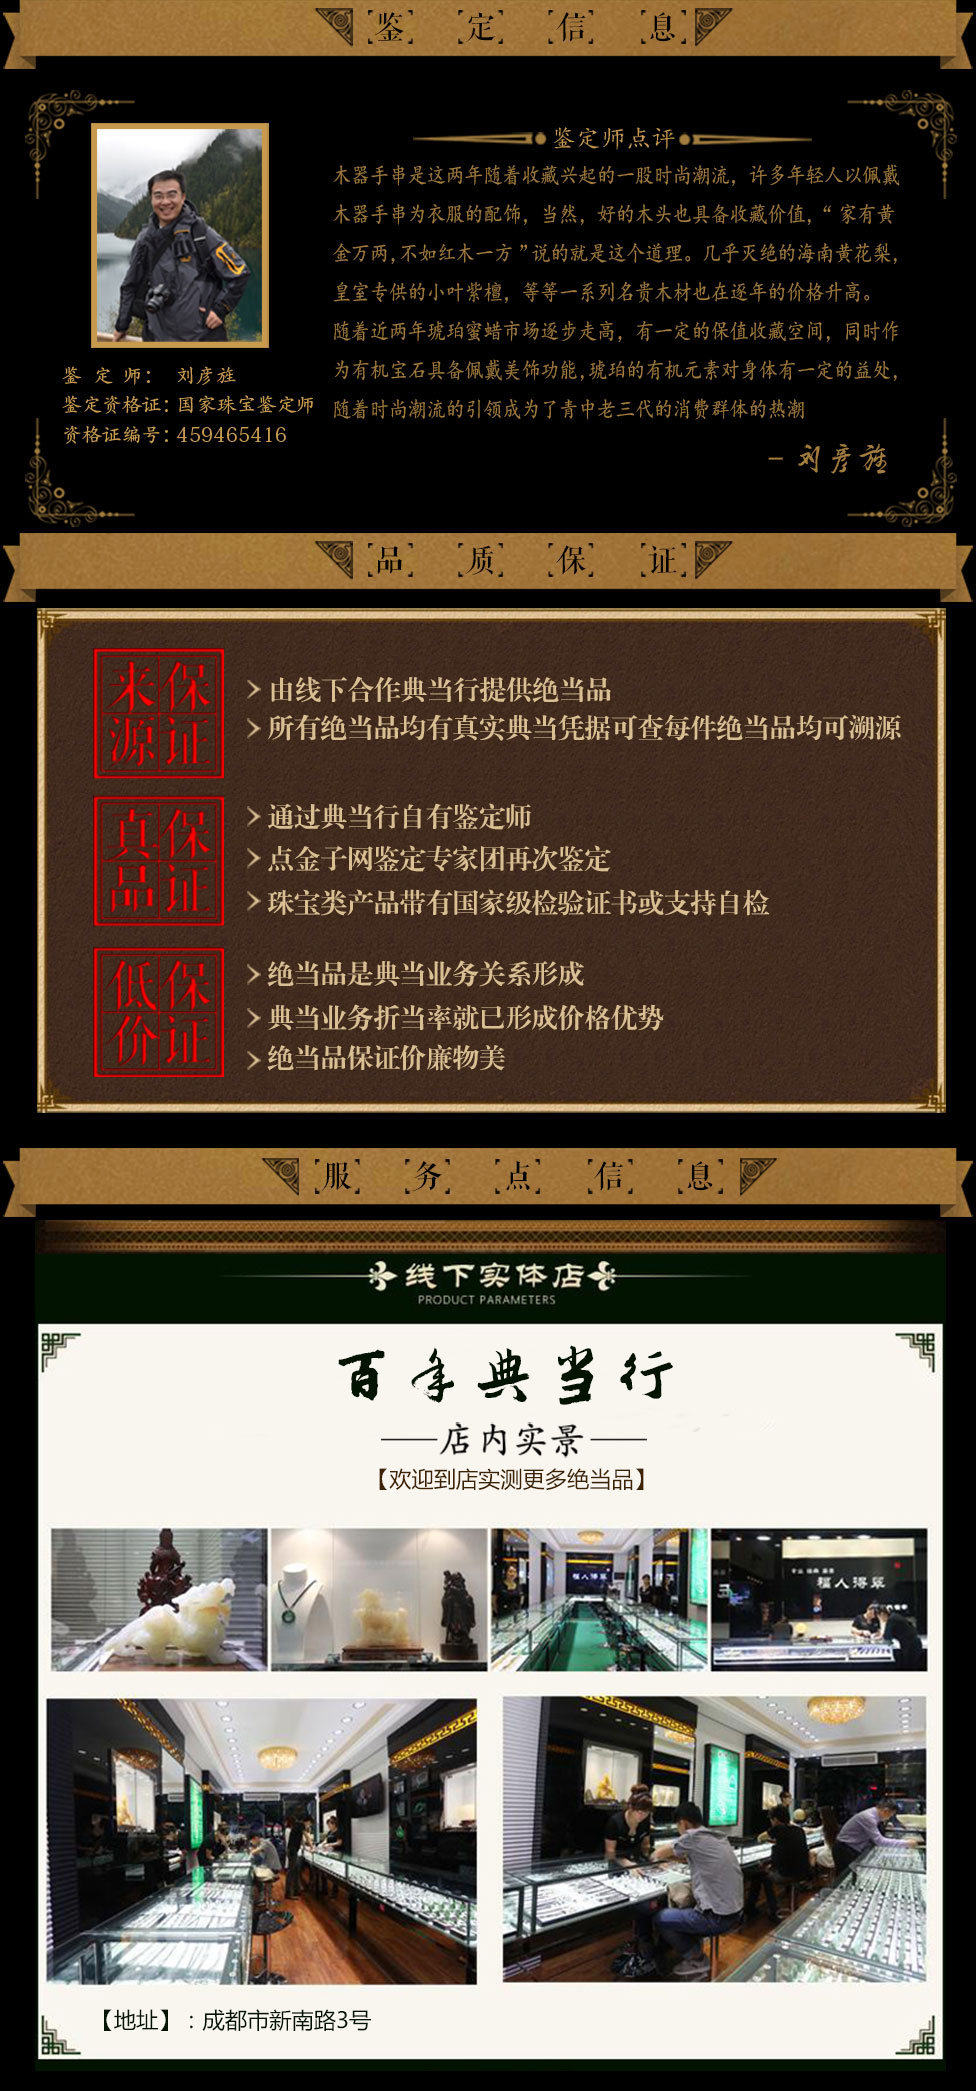 鉴定信息
鉴定师点评
木器手串是这两年随着收藏兴起的一股时尚潮流，许多年轻人以佩戴
木器手串为衣服的配饰，当然，好的木头也具备收藏价值，“家有黄
金万两，不如红木一方”说的就是这个道理。几乎灭绝的海南黄花梨，
皇室专供的小叶紫檀，等等一系列名贵木材也在逐年的价格升高。
随着近两年琥珀蜜蜡市场逐步走高，有一定的保值收藏空间，同时作
为有机宝石具备佩戴美饰功能，琥珀的有机元素对身体有一定的益处，
随着时尚潮流的引领成为了青中老三代的消费群体的热潮
- 刘彦旌
鉴定师： 刘彦旌
鉴定资格证：国家珠宝鉴定师
资格证编号：459465416
品质保证
来源保证
由线下合作典当行提供绝当品
所有绝当品均有真实典当凭据可查每件绝当品均可溯源
真品保证
通过典当行自有鉴定师
点金子网鉴定专家团再次鉴定
珠宝类产品带有国家级检验证书或支持自检
低价保证
绝当品是典当业务关系形成
典当业务折当率就已形成价格优势
绝当品保证价廉物美
服务点信息
线下实体店
PRODUCT PARAMETERS
百年典当行
店内实景
【欢迎到店实测更多绝当品】
福人得翠
福人得翠
【地址】：成都市新南路3号